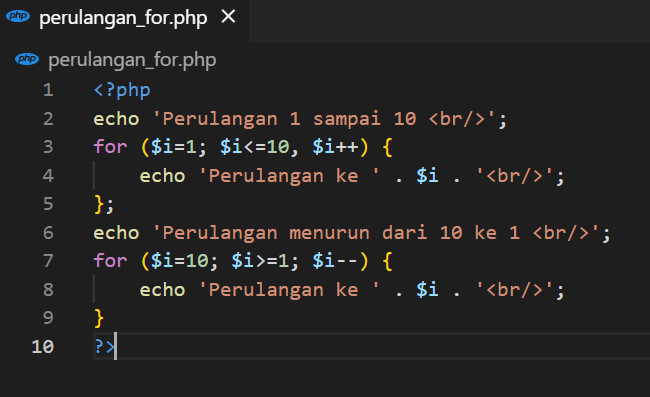 php perulangan_for.php ×
php perulangan_for.php
1 <?php
2 echo 'Perulangan 1 sampai 10 <br/>';
3 for ($i=1; $i<=10, $i++) {
4     echo 'Perulangan ke ' . $i . '<br/>';
5 };
6 echo 'Perulangan menurun dari 10 ke 1 <br/>';
7 for ($i=10; $i>=1; $i--) {
8     echo 'Perulangan ke ' . $i . '<br/>';
9 }
10 ?>